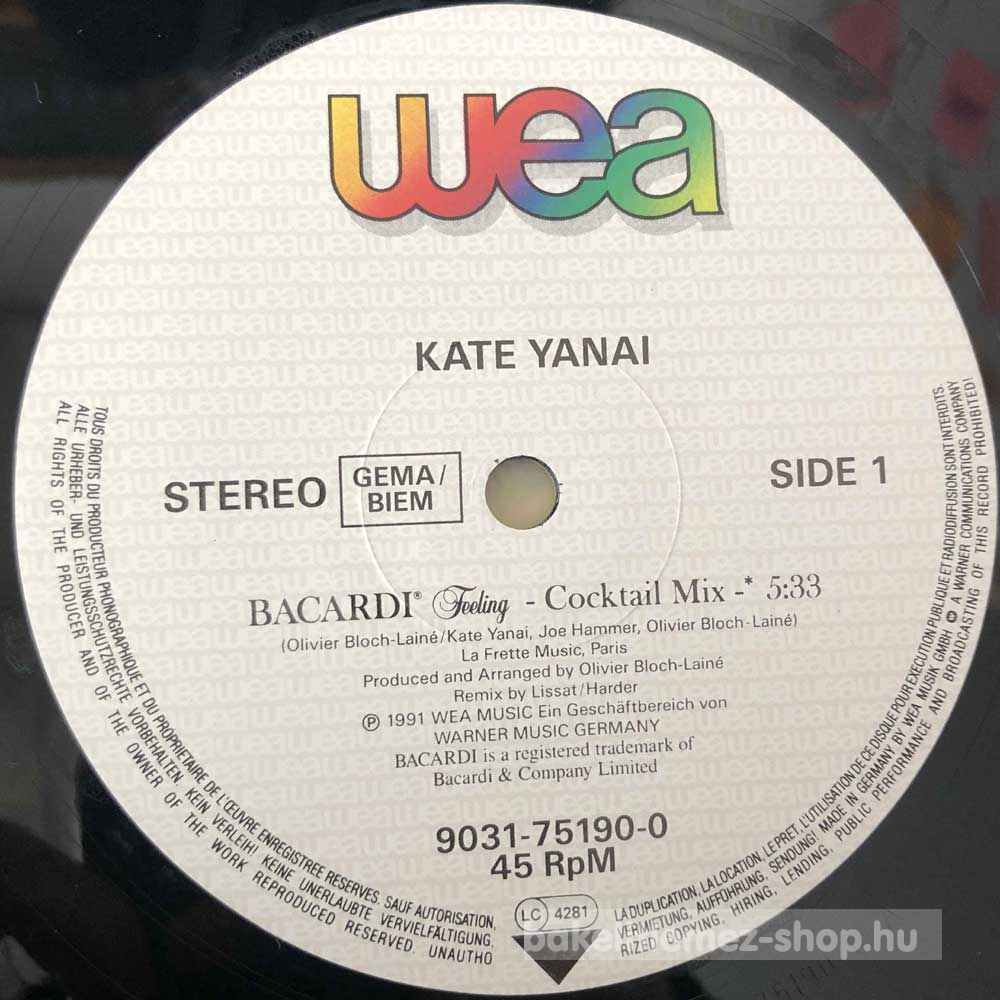 wea
KATE YANAI
STEREO
GEMA/
BIEM
SIDE 1
BACARDI® Feeling - Cocktail Mix -* 5:33
(Olivier Bloch-Lainé/Kate Yanai, Joe Hammer, Olivier Bloch-Lainé)
La Frette Music, Paris
Produced and Arranged by Olivier Bloch-Lainé
Remix by Lissat/Harder
℗ 1991 WEA MUSIC Ein Geschäftbereich von
WARNER MUSIC GERMANY
BACARDI is a registered trademark of
Bacardi & Company Limited
9031-75190-0
45 RpM
LC 4281
TOUS DROITS DU PRODUCTEUR PHONOGRAPHIQUE ET DU PROPRIETAIRE DE L'ŒUVRE ENREGISTREE RESERVES. SAUF AUTORISATION, LA DUPLICATION, LA LOCATION, LE PRET, L'UTILISATION DE CE DISQUE POUR EXECUTION PUBLIQUE ET RADIODIFFUSION SONT INTERDITS.
ALLE URHEBER- UND LEISTUNGSSCHUTZRECHTE VORBEHALTEN. KEIN VERLEIH! KEINE UNERLAUBTE VERVIELFÄLTIGUNG, VERMIETUNG, AUFFÜHRUNG, SENDUNG! MADE IN GERMANY BY WEA MUSIK GMBH A WARNER COMMUNICATIONS COMPANY
ALL RIGHTS OF THE PRODUCER AND OF THE OWNER OF THE WORK REPRODUCED RESERVED. UNAUTHORIZED COPYING, HIRING, LENDING, PUBLIC PERFORMANCE AND BROADCASTING OF THIS RECORD PROHIBITED!